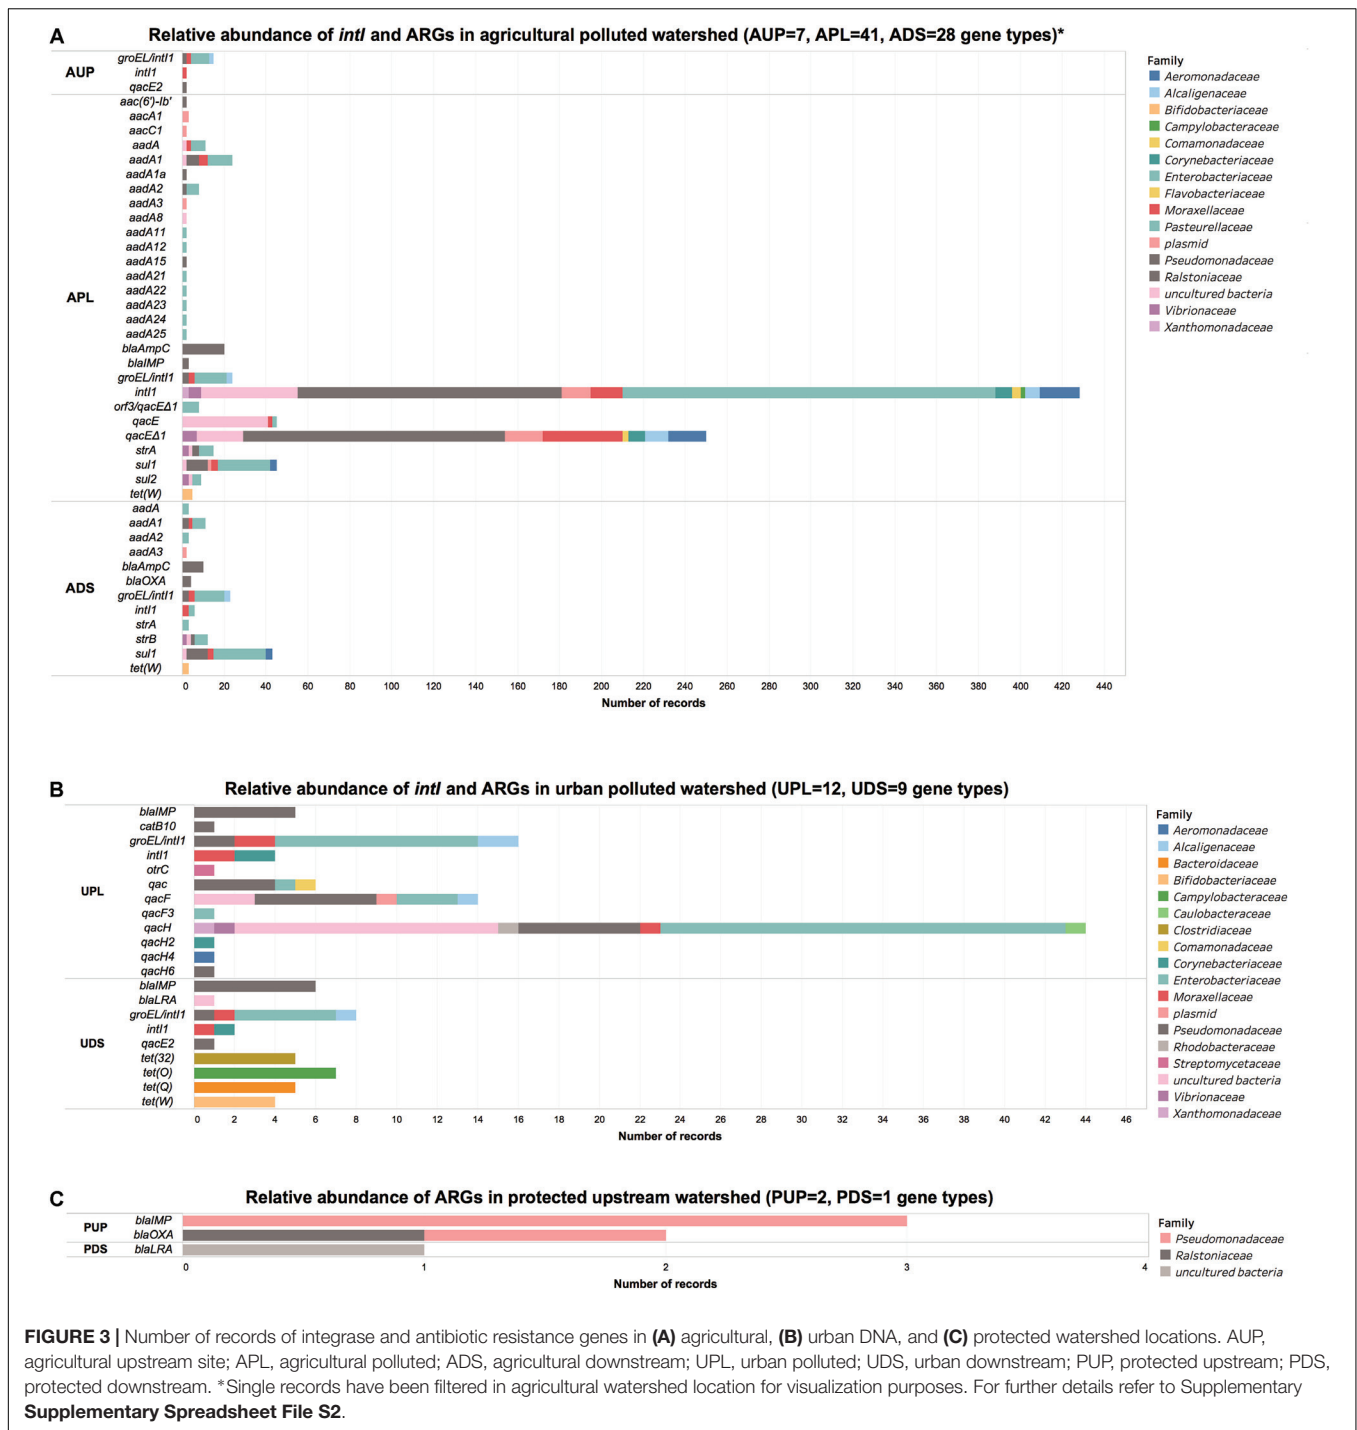 A
Relative abundance of intI and ARGs in agricultural polluted watershed (AUP=7, APL=41, ADS=28 gene types)*
AUP
groEL/intI1
intI1
qacE2
APL
aac(6')-Ib'
aacA1
aacC1
aadA
aadA1
aadA1a
aadA2
aadA3
aadA8
aadA11
aadA12
aadA15
aadA21
aadA22
aadA23
aadA24
aadA25
blaAmpC
blaIMP
groEL/intI1
intI1
orf3/qacEΔ1
qacE
qacEΔ1
strA
sul1
sul2
tet(W)
ADS
aadA
aadA1
aadA2
aadA3
blaAmpC
blaOXA
groEL/intI1
intI1
strA
strB
sul1
tet(W)
0 20 40 60 80 100 120 140 160 180 200 220 240 260 280 300 320 340 360 380 400 420 440
Number of records
Family
Aeromonadaceae
Alcaligenaceae
Bifidobacteriaceae
Campylobacteraceae
Comamonadaceae
Corynebacteriaceae
Enterobacteriaceae
Flavobacteriaceae
Moraxellaceae
Pasteurellaceae
plasmid
Pseudomonadaceae
Ralstoniaceae
uncultured bacteria
Vibrionaceae
Xanthomonadaceae
B
Relative abundance of intI and ARGs in urban polluted watershed (UPL=12, UDS=9 gene types)
UPL
blaIMP
catB10
groEL/intI1
intI1
otrC
qac
qacF
qacF3
qacH
qacH2
qacH4
qacH6
UDS
blaIMP
blaLRA
groEL/intI1
intI1
qacE2
tet(32)
tet(O)
tet(Q)
tet(W)
0 2 4 6 8 10 12 14 16 18 20 22 24 26 28 30 32 34 36 38 40 42 44 46
Number of records
Family
Aeromonadaceae
Alcaligenaceae
Bacteroidaceae
Bifidobacteriaceae
Campylobacteraceae
Caulobacteraceae
Clostridiaceae
Comamonadaceae
Corynebacteriaceae
Enterobacteriaceae
Moraxellaceae
plasmid
Pseudomonadaceae
Rhodobacteraceae
Streptomycetaceae
uncultured bacteria
Vibrionaceae
Xanthomonadaceae
C
Relative abundance of ARGs in protected upstream watershed (PUP=2, PDS=1 gene types)
PUP
blaIMP
blaOXA
PDS
blaLRA
0 1 2 3 4
Number of records
Family
Pseudomonadaceae
Ralstoniaceae
uncultured bacteria
FIGURE 3 | Number of records of integrase and antibiotic resistance genes in (A) agricultural, (B) urban DNA, and (C) protected watershed locations. AUP,
agricultural upstream site; APL, agricultural polluted; ADS, agricultural downstream; UPL, urban polluted; UDS, urban downstream; PUP, protected upstream; PDS,
protected downstream. *Single records have been filtered in agricultural watershed location for visualization purposes. For further details refer to Supplementary
Supplementary Spreadsheet File S2.